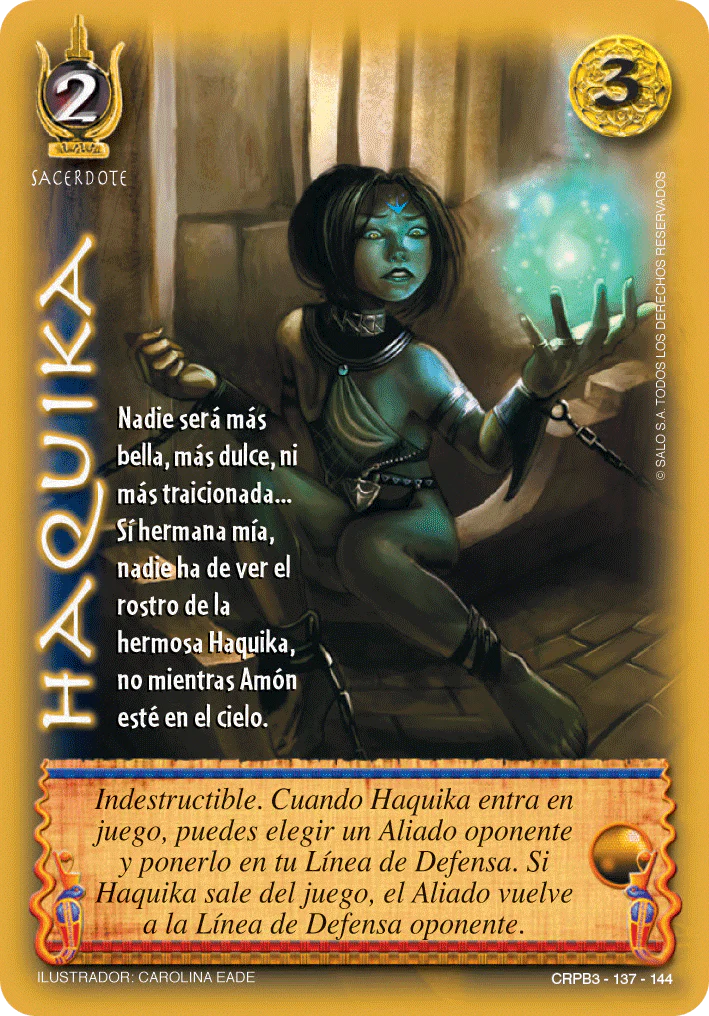 2
3
SACERDOTE
HAQUIKA
Nadie será más
bella, más dulce, ni
más traicionada...
Sí hermana mía,
nadie ha de ver el
rostro de la
hermosa Haquika,
no mientras Amón
esté en el cielo.
© SALO S.A. TODOS LOS DERECHOS RESERVADOS
Indestructible. Cuando Haquika entra en
juego, puedes elegir un Aliado oponente
y ponerlo en tu Línea de Defensa. Si
Haquika sale del juego, el Aliado vuelve
a la Línea de Defensa oponente.
ILUSTRADOR: CAROLINA EADE
CRPB3 - 137 - 144